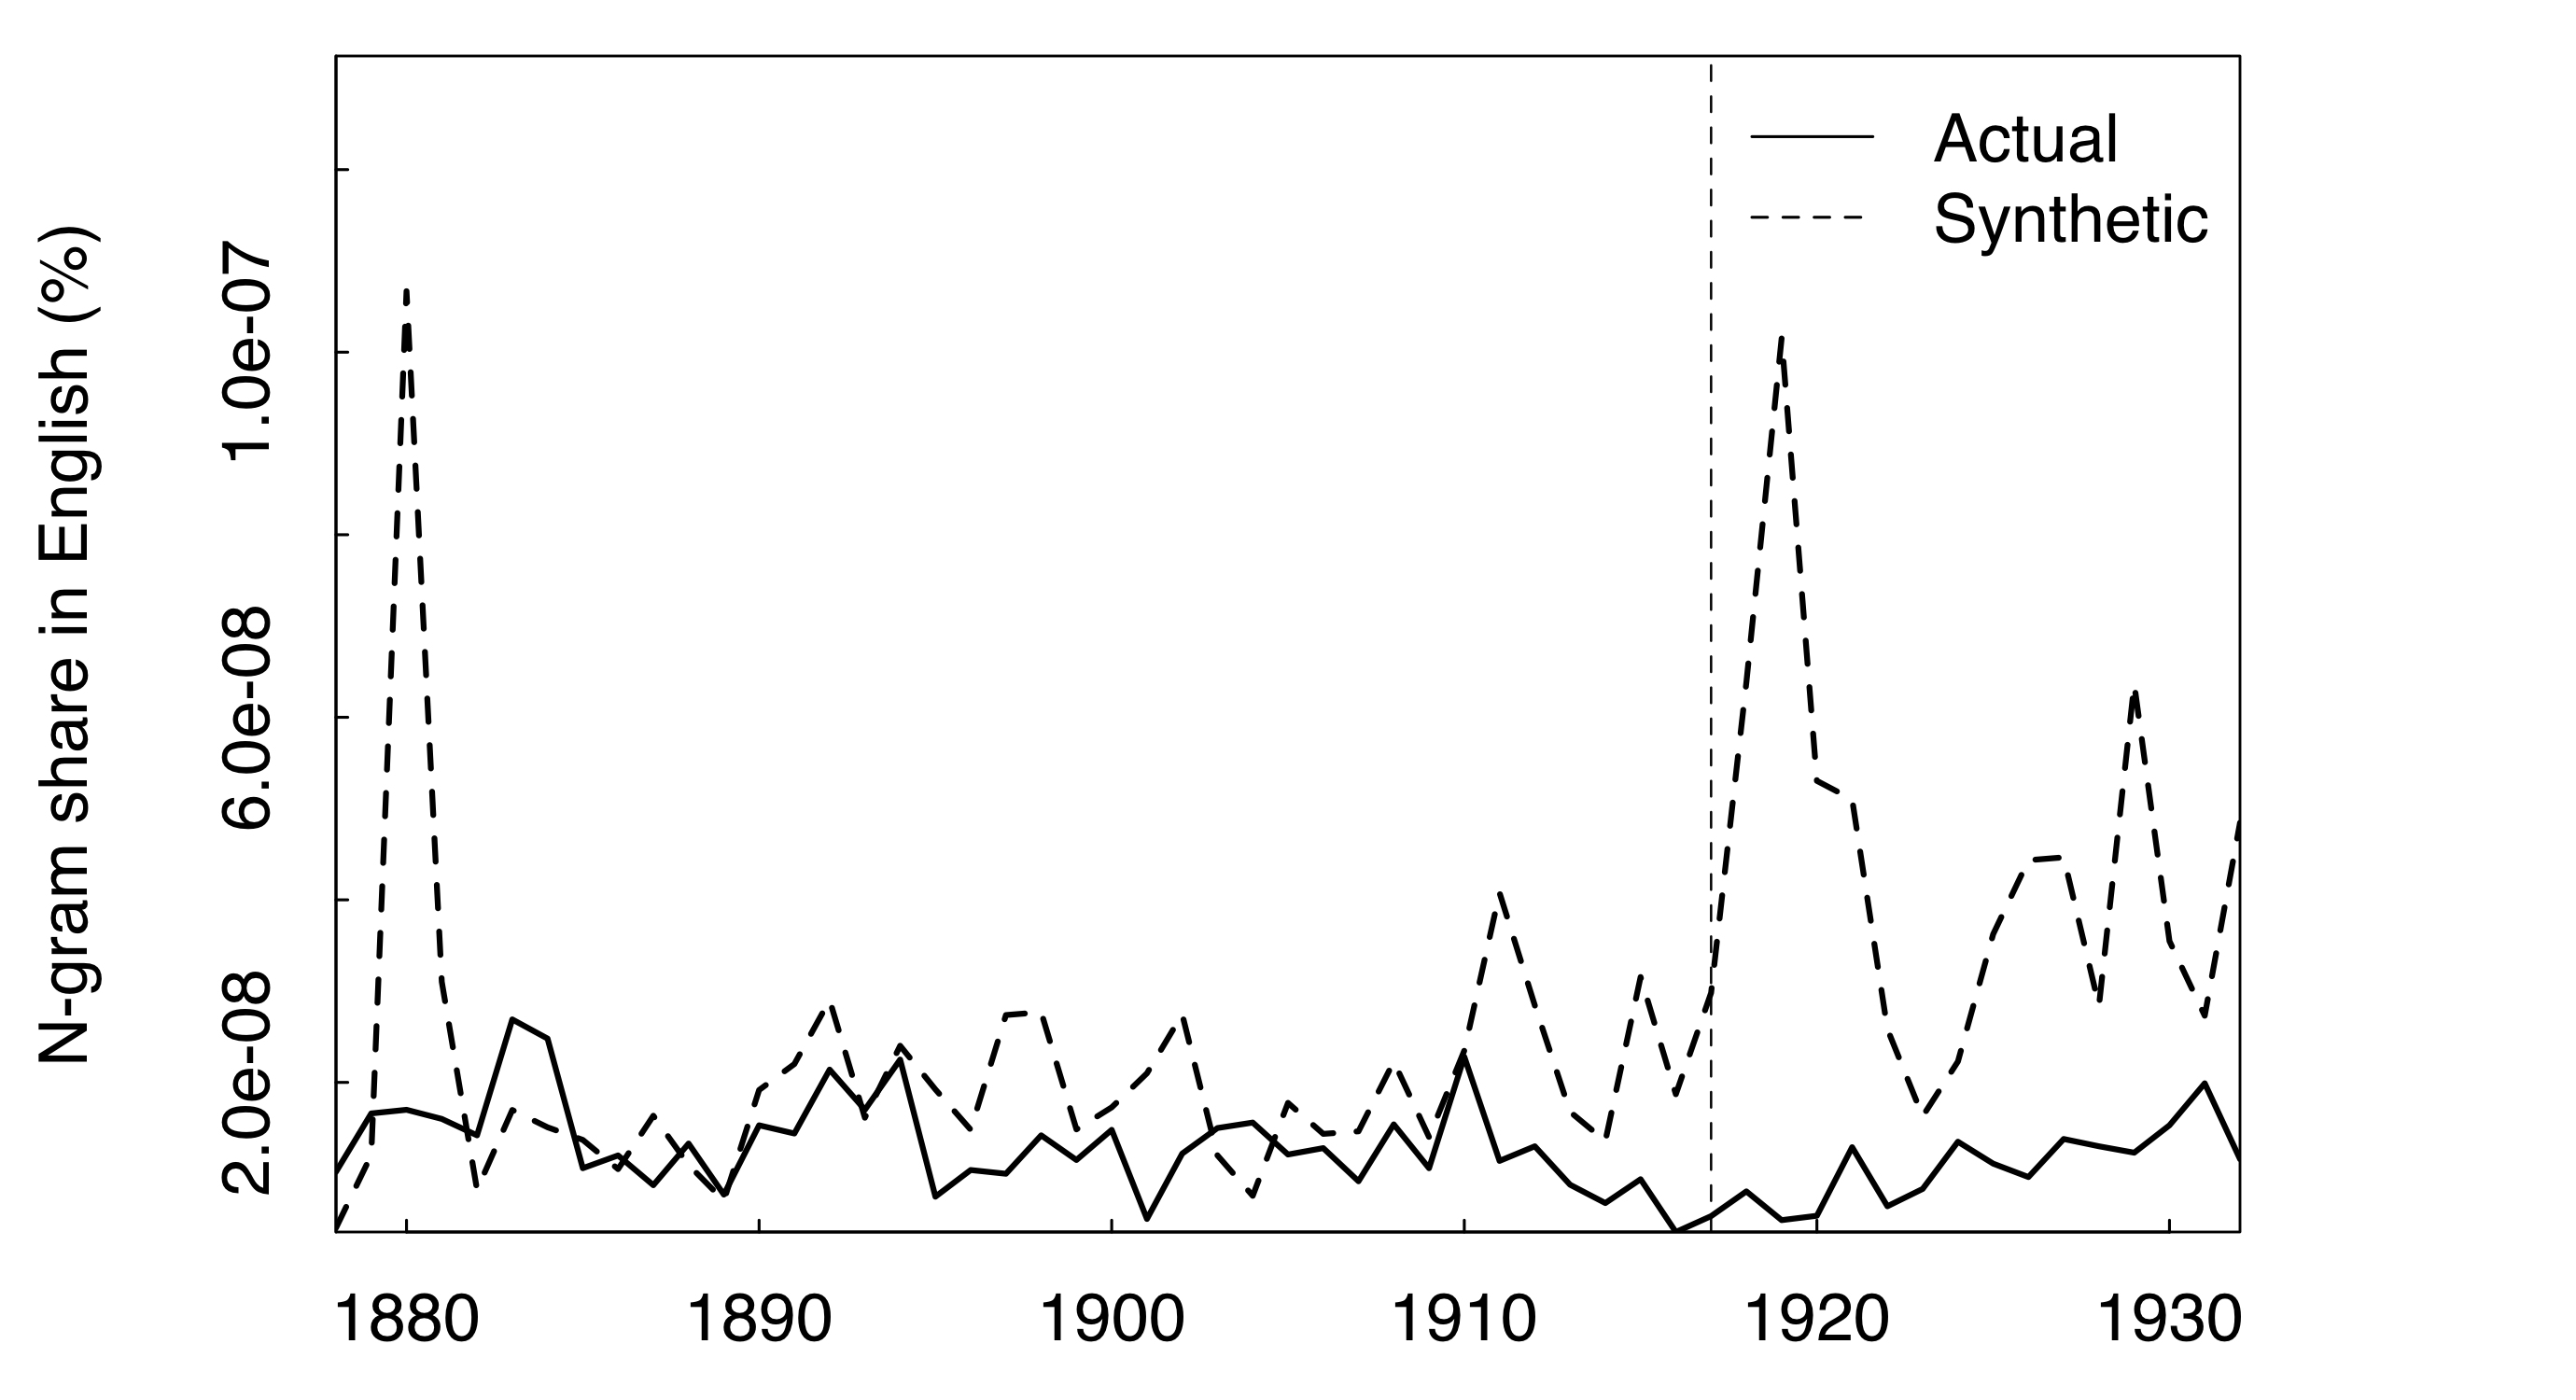 Actual
Synthetic
N-gram share in English (%)
1.0e-07
6.0e-08
2.0e-08
1880 1890 1900 1910 1920 1930